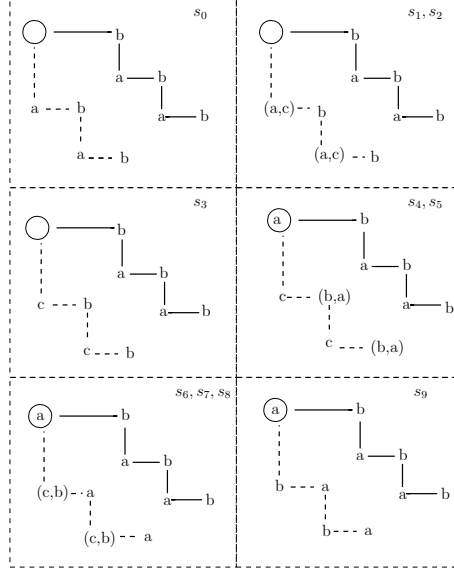 s₀
b
a b
a b a b
a b
s₁, s₂
b
a b
(a,c) b a b
(a,c) b
s₃
b
a b
c b a b
c b
s₄, s₅
a b
a b
c (b,a) a b
c (b,a)
s₆, s₇, s₈
a b
a b
(c,b) a a b
(c,b) a
s₉
a b
a b
b a a b
b a